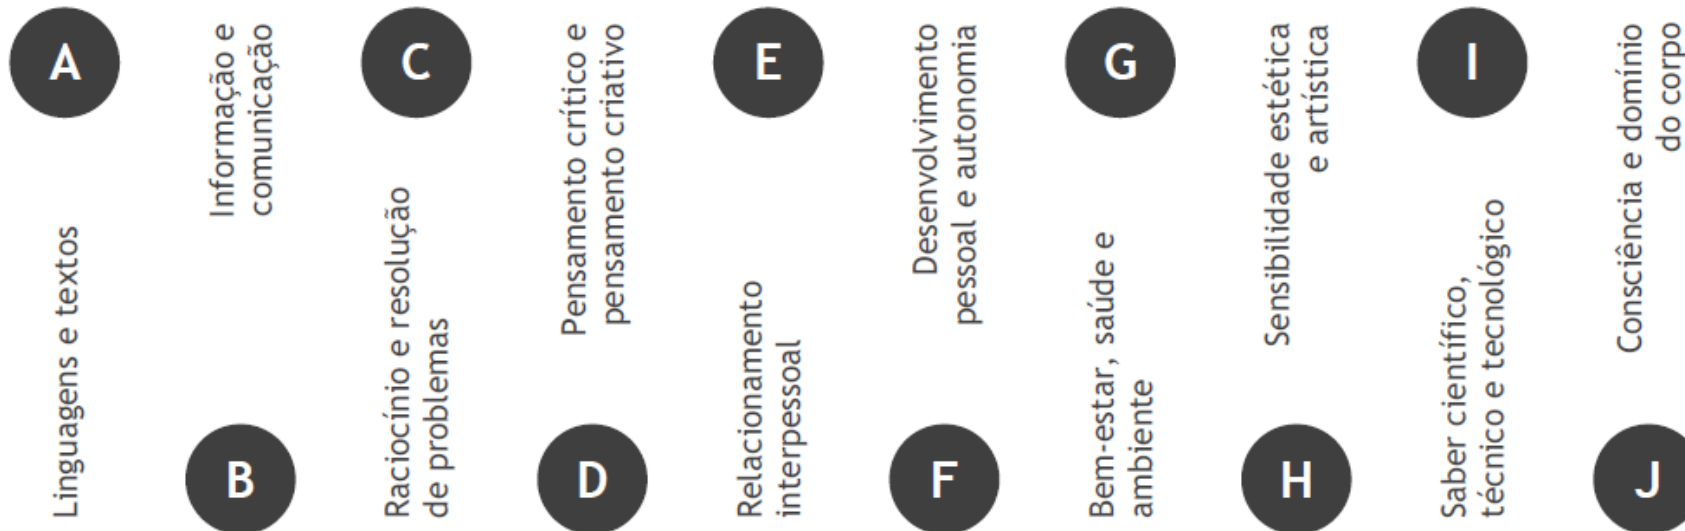 A
Linguagens e textos
Informação e
comunicação
B
C
Raciocínio e resolução
de problemas
Pensamento crítico e
pensamento criativo
D
E
Relacionamento
interpessoal
Desenvolvimento
pessoal e autonomia
F
G
Bem-estar, saúde e
ambiente
Sensibilidade estética
e artística
H
I
Saber científico,
técnico e tecnológico
Consciência e domínio
do corpo
J